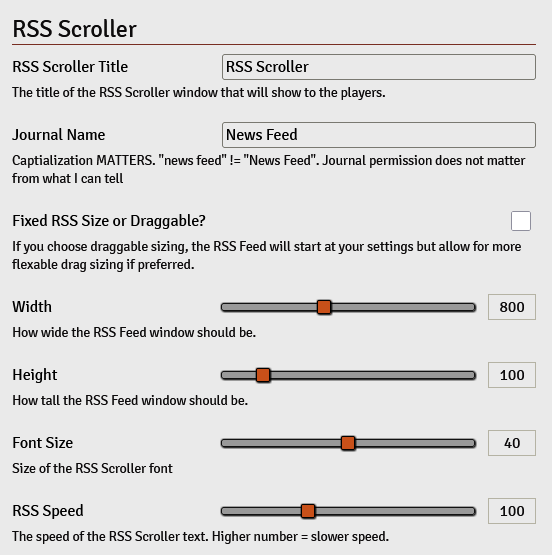 RSS Scroller
RSS Scroller Title RSS Scroller
The title of the RSS Scroller window that will show to the players.
Journal Name News Feed
Captialization MATTERS. "news feed" != "News Feed". Journal permission does not matter
from what I can tell
Fixed RSS Size or Draggable?
If you choose draggable sizing, the RSS Feed will start at your settings but allow for more
flexable drag sizing if preferred.
Width 800
How wide the RSS Feed window should be.
Height 100
How tall the RSS Feed window should be.
Font Size 40
Size of the RSS Scroller font
RSS Speed 100
The speed of the RSS Scroller text. Higher number = slower speed.